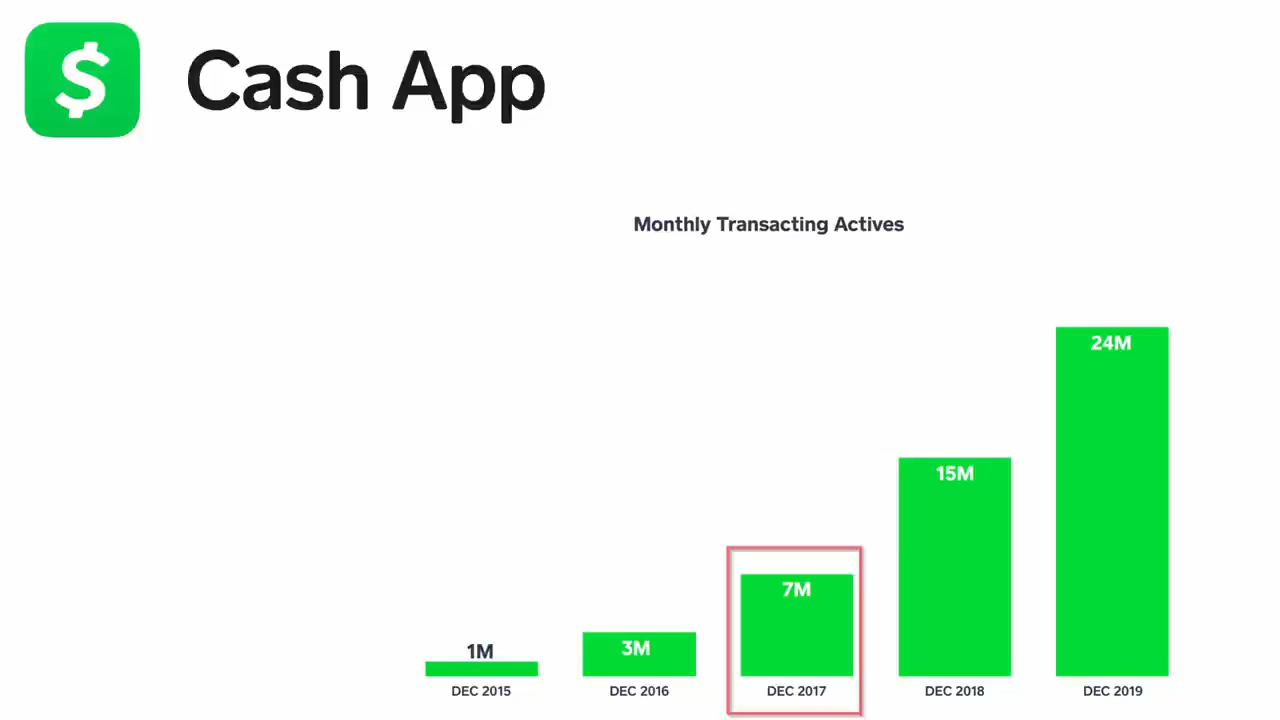 $
Cash App
Monthly Transacting Actives
24M
15M
7M
1M
3M
DEC 2015
DEC 2016
DEC 2017
DEC 2018
DEC 2019